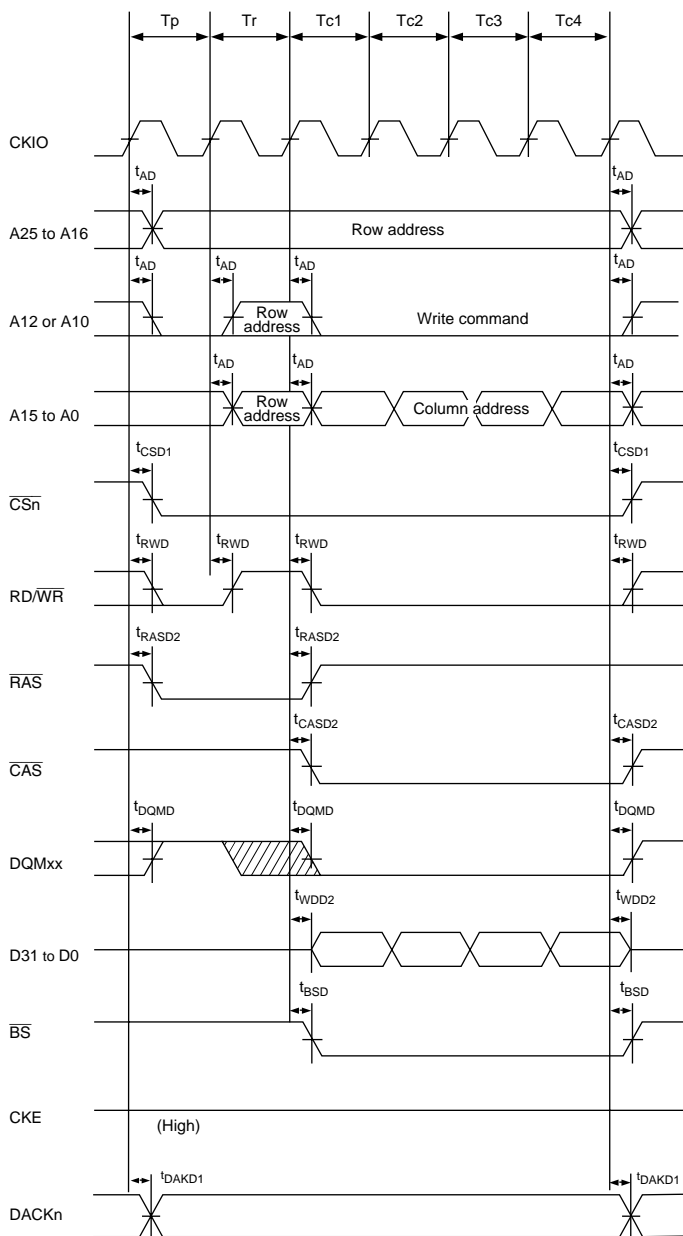 Tp Tr Tc1 Tc2 Tc3 Tc4
CKIO
tAD tAD
A25 to A16 Row address
tAD tAD tAD tAD
A12 or A10 Row address Write command
tAD tAD tAD
A15 to A0 Row address Column address
tCSD1 tCSD1
CSn
tRWD tRWD tRWD tRWD
RD/WR
tRASD2 tRASD2
RAS
tCASD2 tCASD2
CAS
tDQMD tDQMD tDQMD
DQMxx
tWDD2 tWDD2
D31 to D0
tBSD tBSD
BS
CKE
(High)
tDAKD1 tDAKD1
DACKn